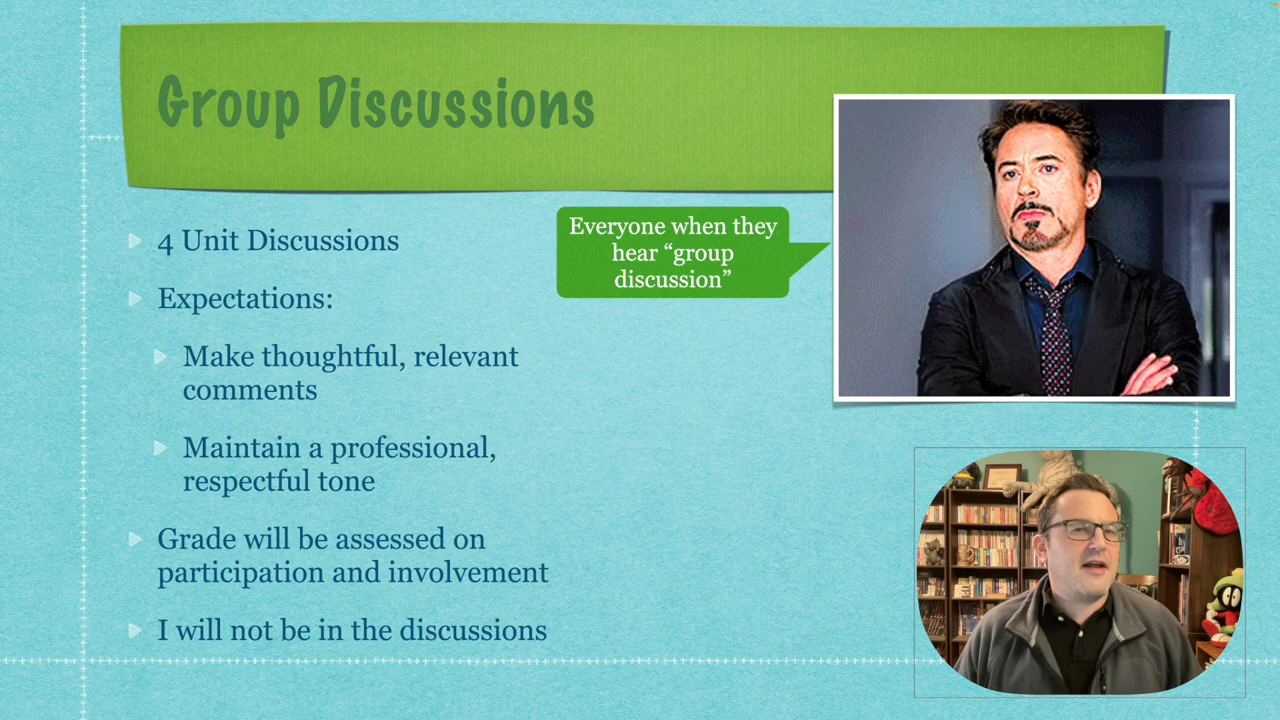 Group Discussions
4 Unit Discussions
Expectations:
Make thoughtful, relevant
comments
Maintain a professional,
respectful tone
Grade will be assessed on
participation and involvement
I will not be in the discussions
Everyone when they
hear “group
discussion”